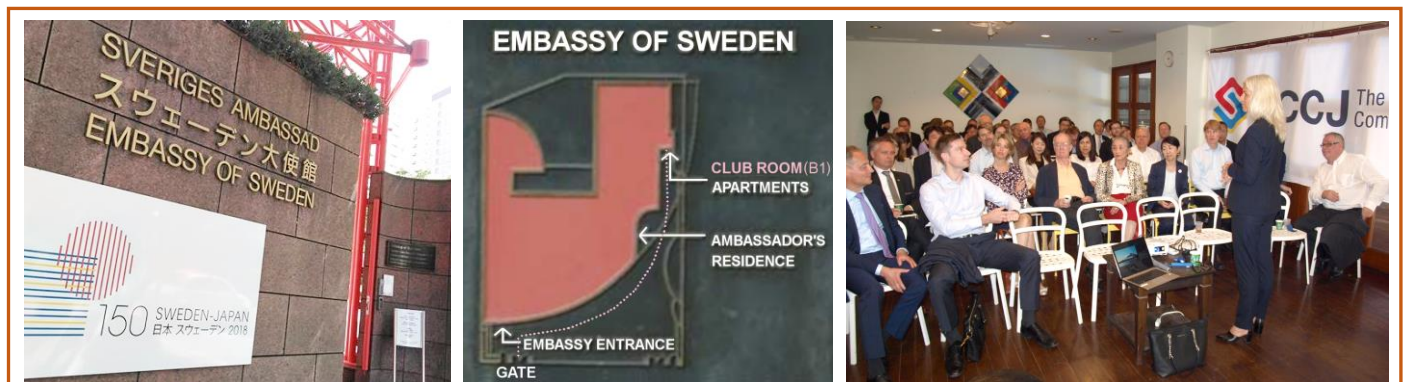 SVERIGES AMBASSAD
スウェーデン大使館
EMBASSY OF SWEDEN
150 SWEDEN-JAPAN
日本 スウェーデン 2018
EMBASSY OF SWEDEN
CLUB ROOM(B1)
APARTMENTS
AMBASSADOR'S
RESIDENCE
EMBASSY ENTRANCE
GATE
CCJ The
Com